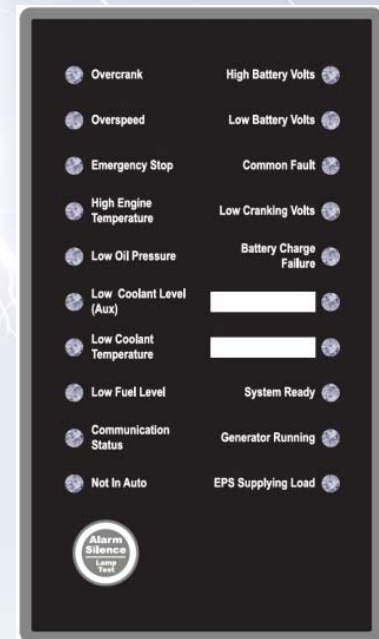 Overcrank
High Battery Volts
Overspeed
Low Battery Volts
Emergency Stop
Common Fault
High Engine
Temperature
Low Cranking Volts
Low Oil Pressure
Battery Charge
Failure
Low Coolant Level
(Aux)
Low Coolant
Temperature
Low Fuel Level
System Ready
Communication
Status
Generator Running
Not In Auto
EPS Supplying Load
Alarm
Silence
Lamp
Test